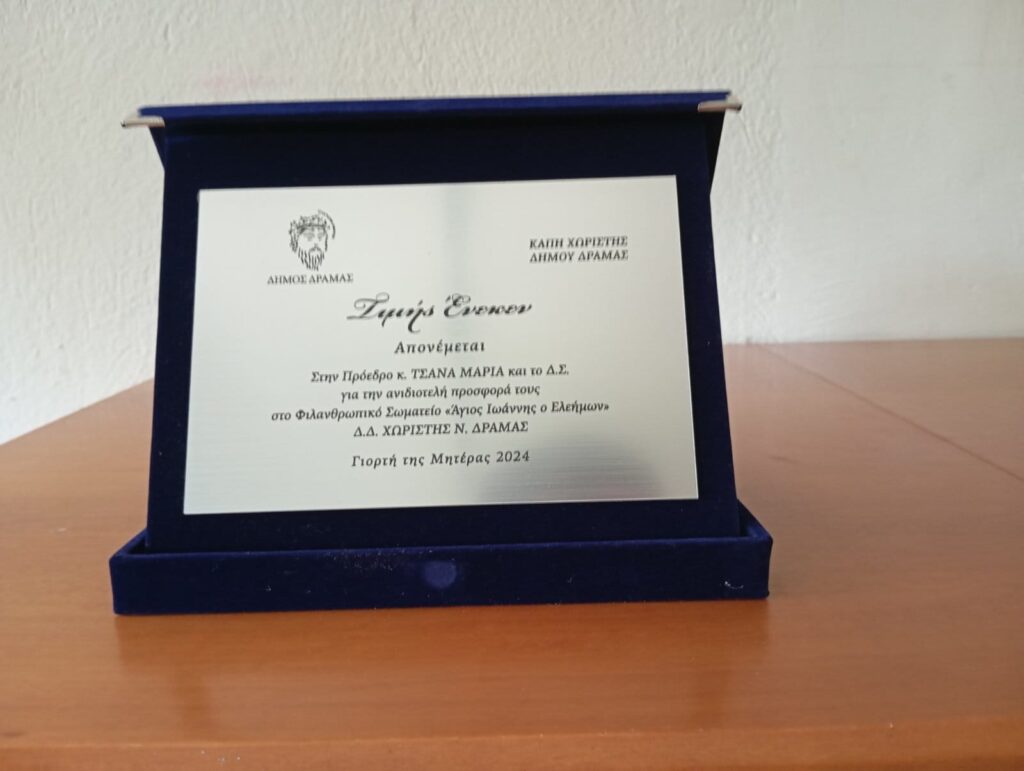 ΔΗΜΟΣ ΔΡΑΜΑΣ
ΚΑΠΗ ΧΩΡΙΣΤΗΣ
ΔΗΜΟΥ ΔΡΑΜΑΣ
Τιμής Ένεκεν
Απονέμεται
Στην Πρόεδρο κ. ΤΣΑΝΑ ΜΑΡΙΑ και το Δ.Σ.
για την ανιδιοτελή προσφορά τους
στο Φιλανθρωπικό Σωματείο «Άγιος Ιωάννης ο Ελεήμων»
Δ.Δ. ΧΩΡΙΣΤΗΣ Ν. ΔΡΑΜΑΣ
Γιορτή της Μητέρας 2024